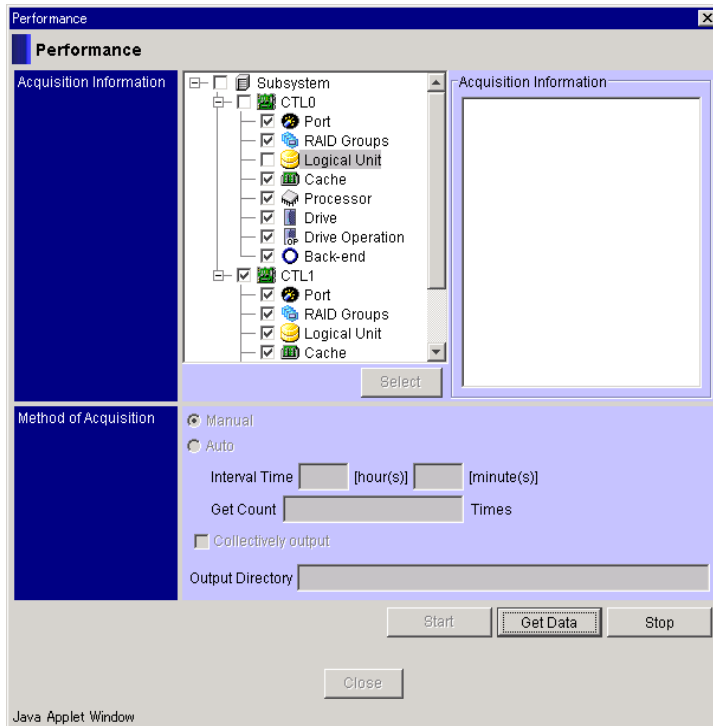 Performance
Performance
Acquisition Information
Subsystem
CTL0
Port
RAID Groups
Logical Unit
Cache
Processor
Drive
OP Drive Operation
Back-end
CTL1
Port
RAID Groups
Logical Unit
Cache
Select
Acquisition Information
Method of Acquisition
Manual
Auto
Interval Time [hour(s)] [minute(s)]
Get Count Times
Collectively output
Output Directory
Start Get Data Stop
Close
Java Applet Window